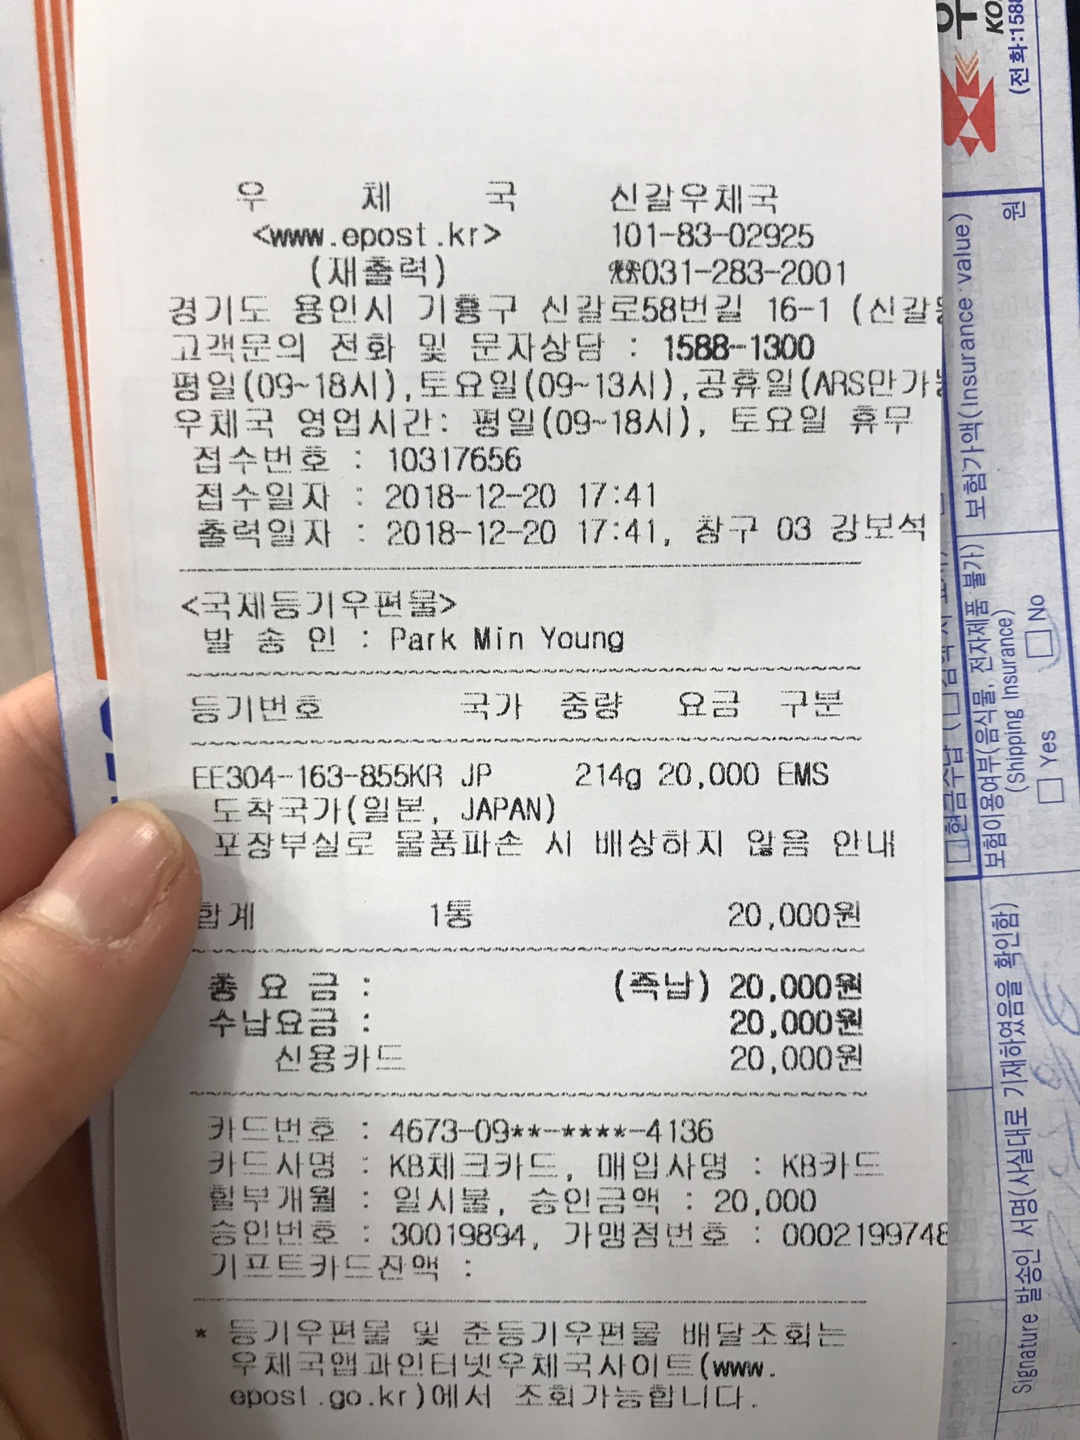 우 체 국 신갈우체국
<www.epost.kr> 101-83-02925
(재출력) ☎031-283-2001
경기도 용인시 기흥구 신갈로58번길 16-1 (신갈
고객문의 전화 및 문자상담 : 1588-1300
평일(09~18시),토요일(09~13시),공휴일(ARS만가
우체국 영업시간: 평일(09~18시), 토요일 휴무
접수번호 : 10317656
접수일자 : 2018-12-20 17:41
출력일자 : 2018-12-20 17:41, 창구 03 강보석
<국제등기우편물>
발 송 인 : Park Min Young
등기번호 국가 중량 요금 구분
EE304-163-855KR JP 214g 20,000 EMS
도착국가(일본, JAPAN)
포장부실로 물품파손 시 배상하지 않음 안내
합계 1통 20,000원
총 요 금 : (즉납) 20,000원
수납요금 : 20,000원
신용카드 20,000원
카드번호 : 4673-09**-****-4136
카드사명 : KB체크카드, 매입사명 : KB카드
할부개월 : 일시불, 승인금액 : 20,000
승인번호 : 30019894, 가맹점번호 : 0002199748
기프트카드잔액 :
* 등기우편물 및 준등기우편물 배달조회는
우체국앱과인터넷우체국사이트(www.
epost.go.kr)에서 조회가능합니다.
우
KO
(전화:158
원
보험가액(Insurance value)
보험이용여부(음식물, 전자제품 불가)
(Shipping Insurance)
Yes No
Signature 발송인 서명(사실대로 기재하였음을 확인함)